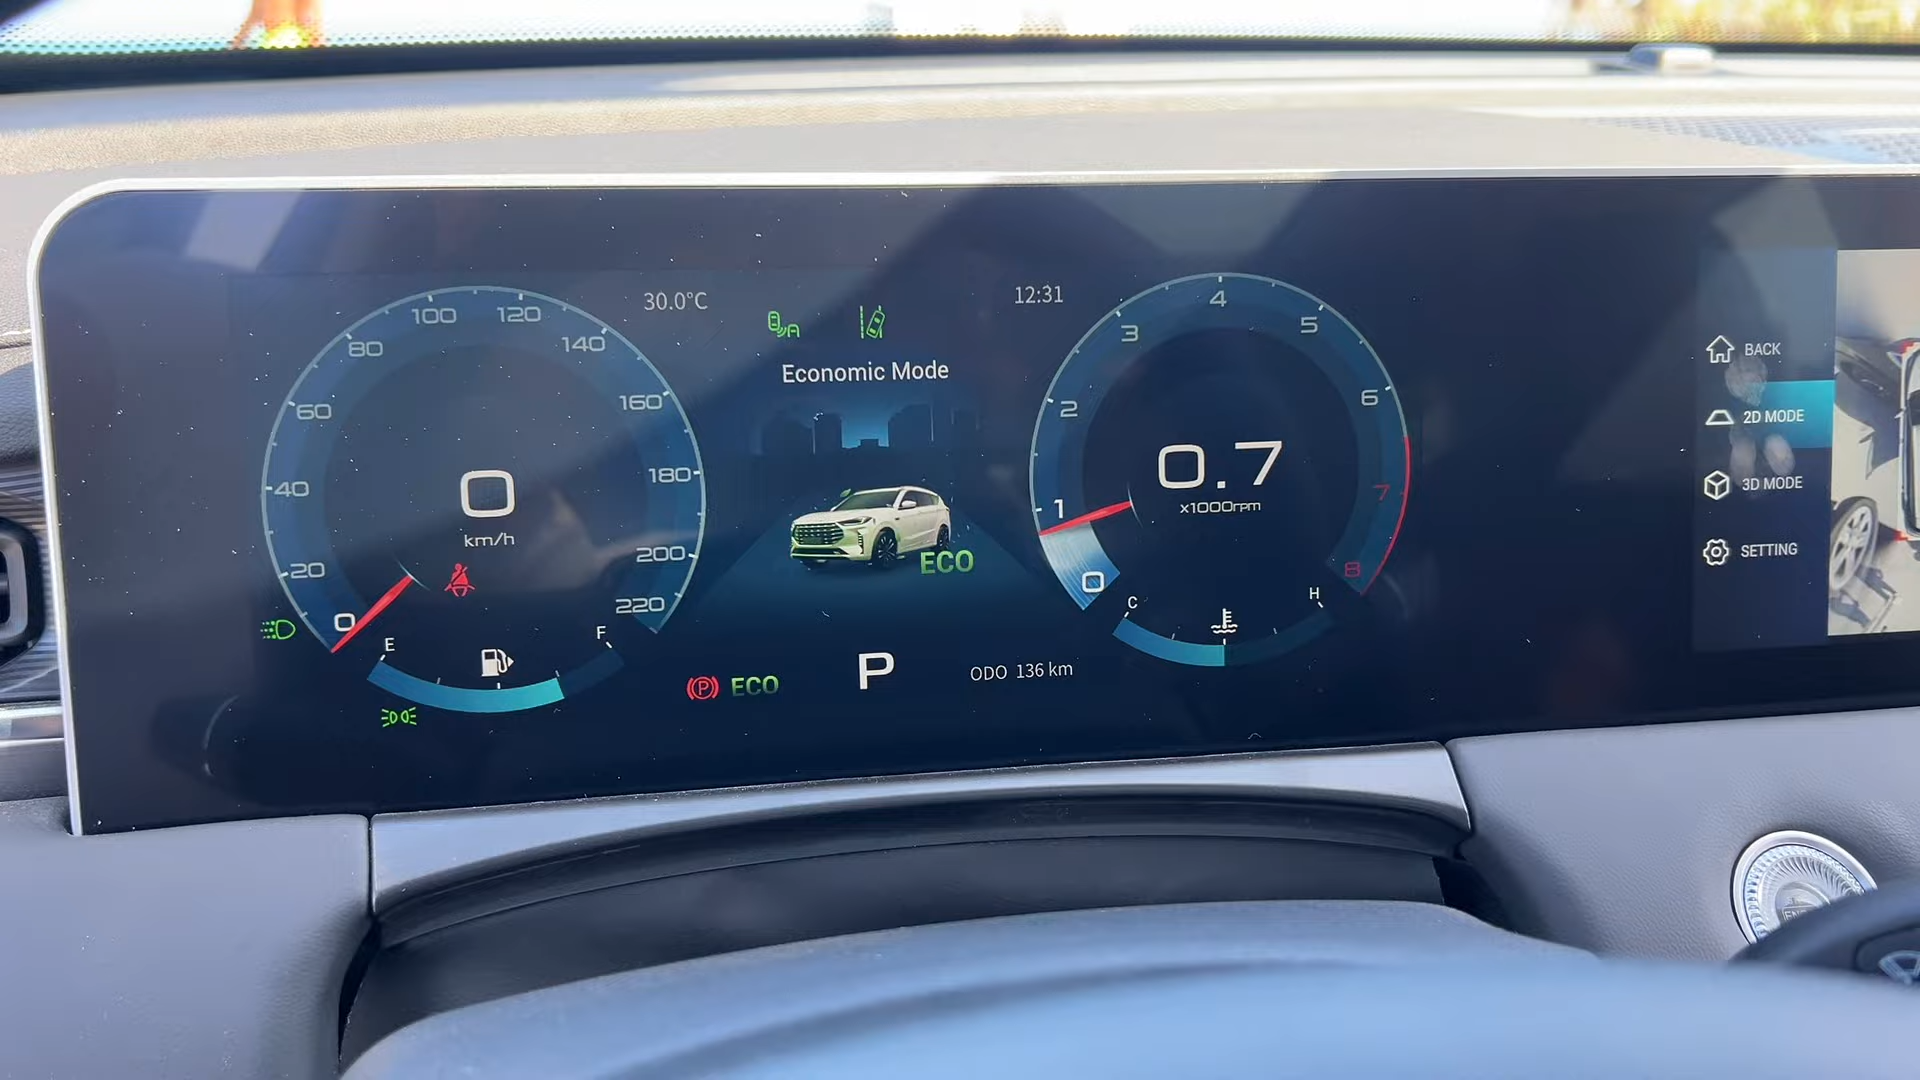 30.0°C
12:31
A
Economic Mode
100
120
80
140
60
160
40
180
20
200
0
220
0
km/h
E
F
ECO
P ECO
P
ODO 136 km
4
3
5
2
6
1
7
0
8
0.7
x1000rpm
C
H
BACK
2D MODE
3D MODE
SETTING